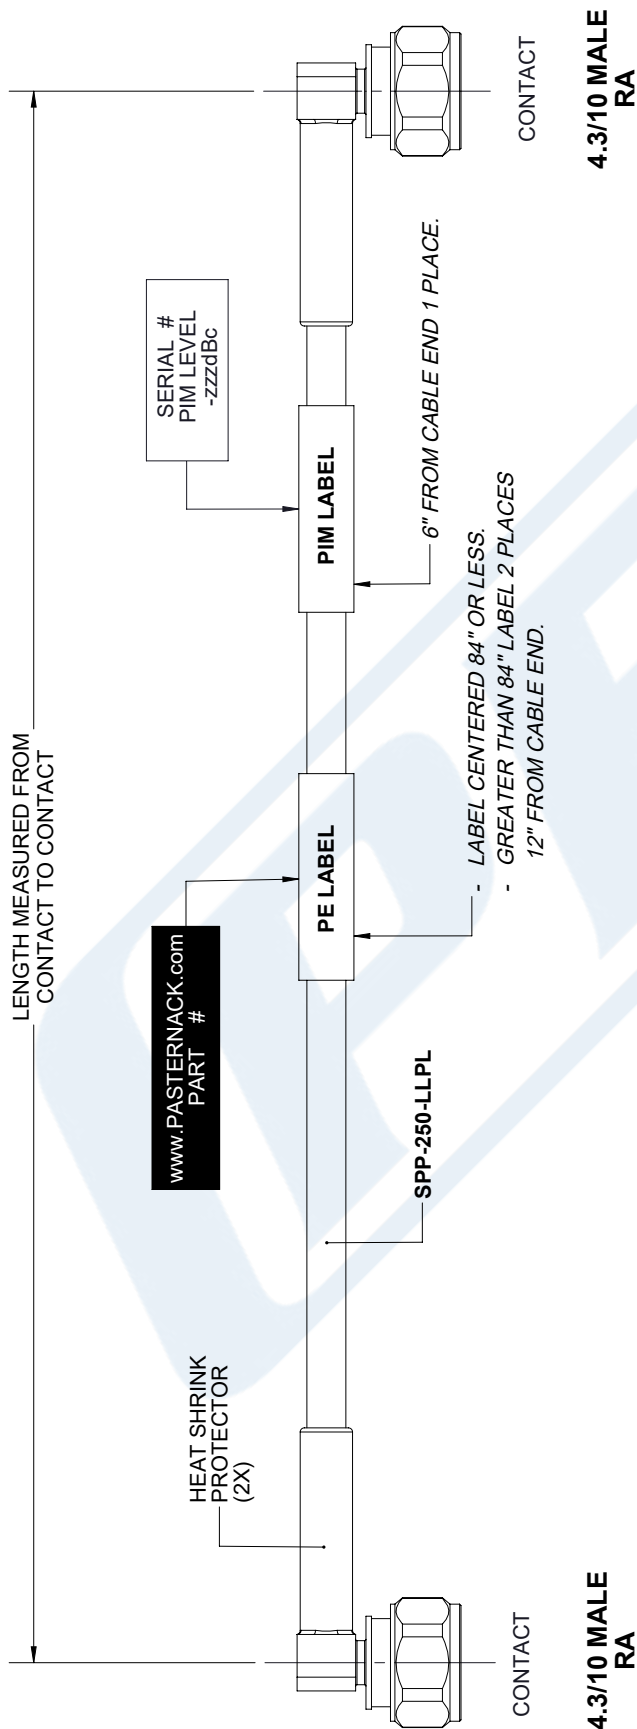 LENGTH MEASURED FROM
CONTACT TO CONTACT
HEAT SHRINK
PROTECTOR
(2X)
www.PASTERNACK.com
PART #
SERIAL #
PIM LEVEL
-zzzdBc
PE LABEL
PIM LABEL
SPP-250-LLPL
- LABEL CENTERED 84" OR LESS.
- GREATER THAN 84" LABEL 2 PLACES
12" FROM CABLE END.
6" FROM CABLE END 1 PLACE.
CONTACT
4.3/10 MALE
RA
CONTACT
4.3/10 MALE
RA